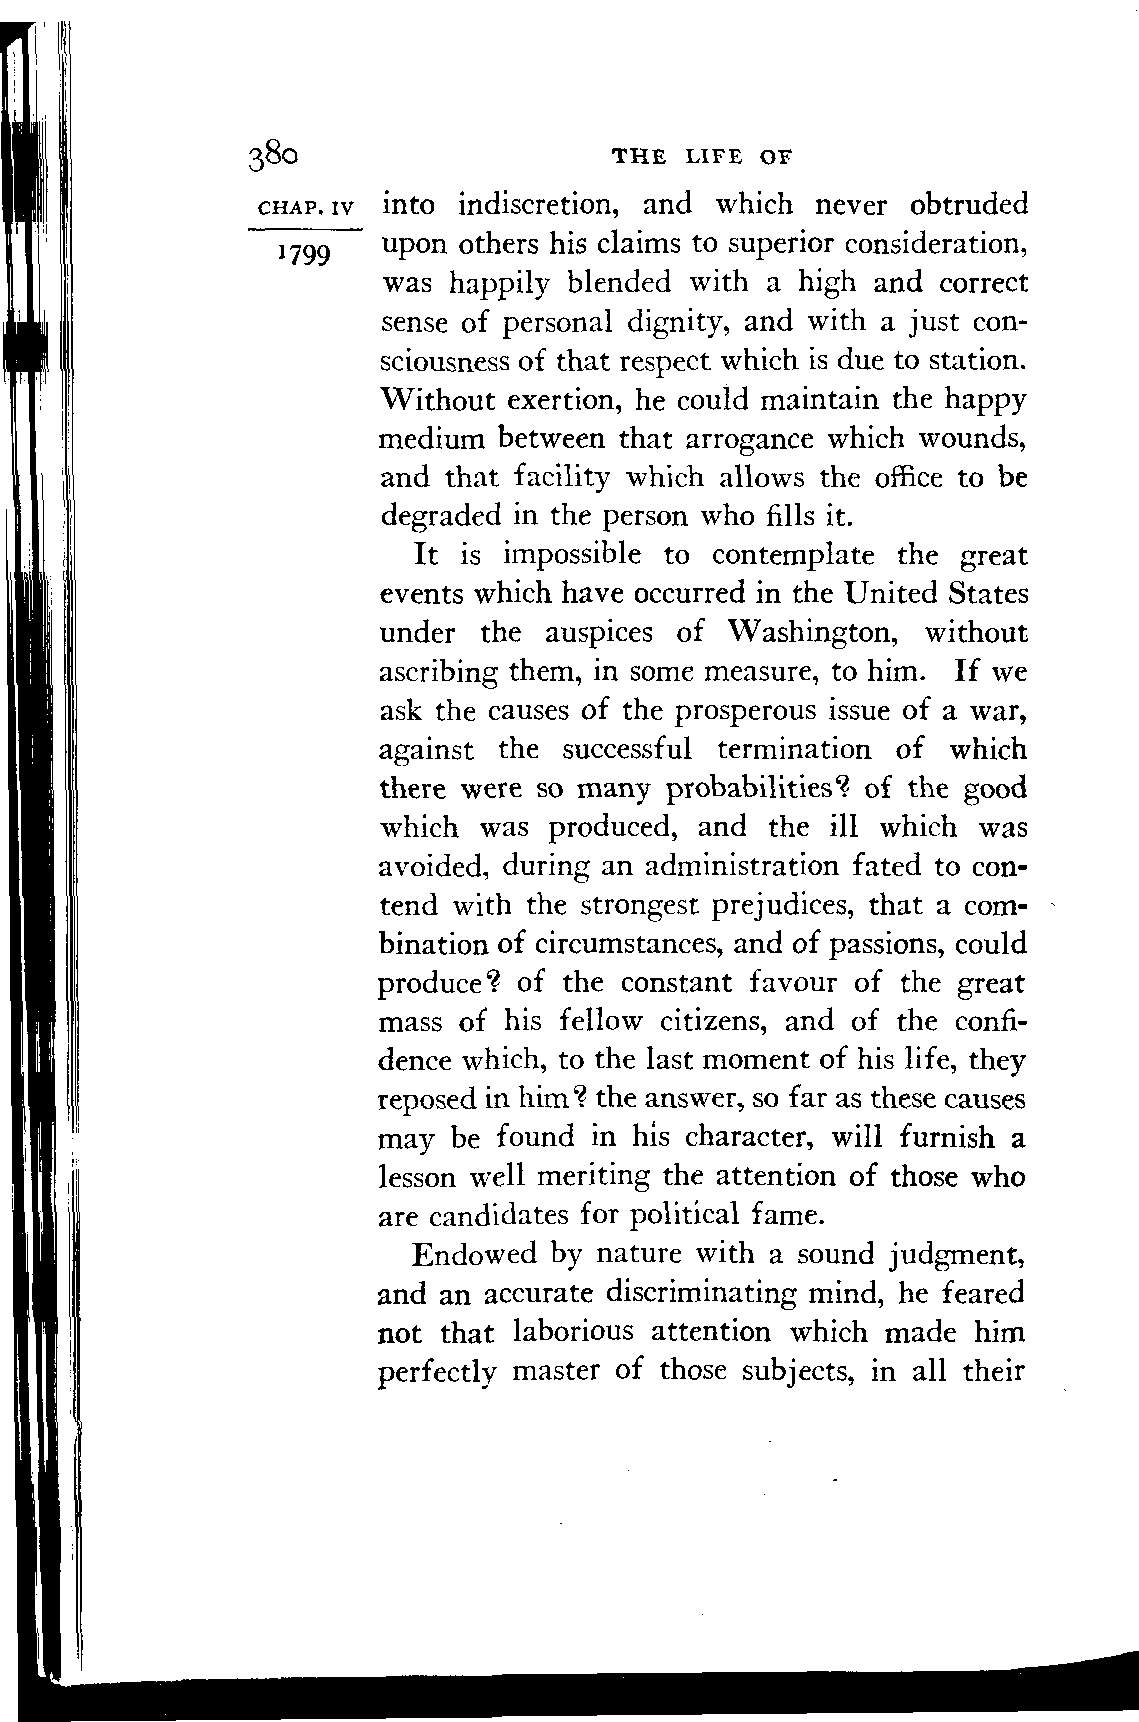 380 THE LIFE OF
CHAP. IV
1799
into indiscretion, and which never obtruded
upon others his claims to superior consideration,
was happily blended with a high and correct
sense of personal dignity, and with a just con-
sciousness of that respect which is due to station.
Without exertion, he could maintain the happy
medium between that arrogance which wounds,
and that facility which allows the office to be
degraded in the person who fills it.
It is impossible to contemplate the great
events which have occurred in the United States
under the auspices of Washington, without
ascribing them, in some measure, to him. If we
ask the causes of the prosperous issue of a war,
against the successful termination of which
there were so many probabilities? of the good
which was produced, and the ill which was
avoided, during an administration fated to con-
tend with the strongest prejudices, that a com-
bination of circumstances, and of passions, could
produce? of the constant favour of the great
mass of his fellow citizens, and of the confi-
dence which, to the last moment of his life, they
reposed in him? the answer, so far as these causes
may be found in his character, will furnish a
lesson well meriting the attention of those who
are candidates for political fame.
Endowed by nature with a sound judgment,
and an accurate discriminating mind, he feared
not that laborious attention which made him
perfectly master of those subjects, in all their